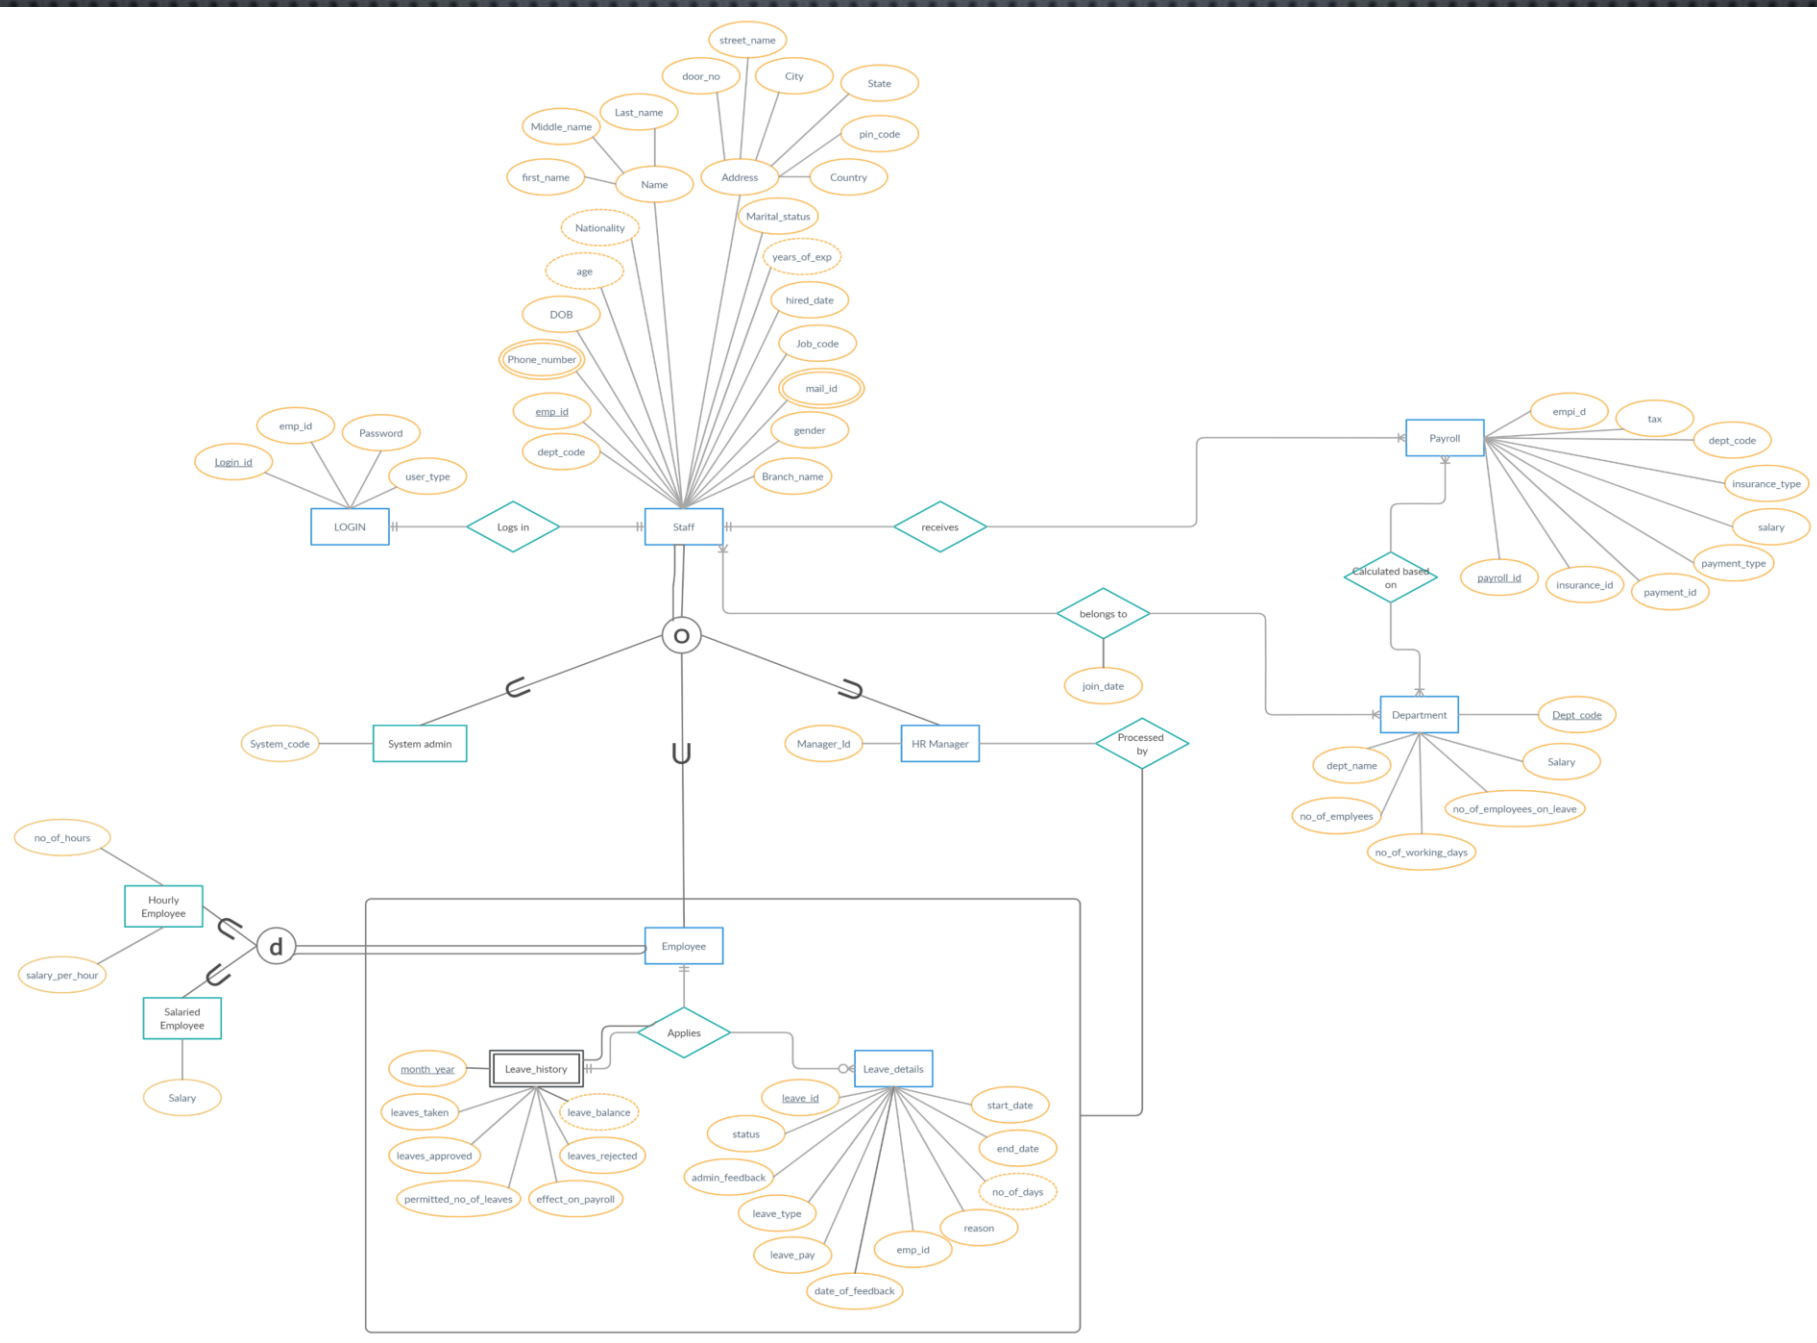 street_name
door_no
City
State
Last_name
Middle_name
pin_code
first_name
Name
Address
Country
Marital_status
Nationality
years_of_exp
age
hired_date
DOB
Job_code
Phone_number
mail_id
emp_id
gender
dept_code
Branch_name
emp_id
Password
Login_id
user_type
LOGIN
Logs in
Staff
receives
Payroll
empi_d
tax
dept_code
insurance_type
salary
payment_type
payroll_id
insurance_id
payment_id
Calculated based
on
belongs to
join_date
O
U
U
U
System_code
System admin
Manager_Id
HR Manager
Processed
by
Department
Dept_code
dept_name
Salary
no_of_emplyees
no_of_employees_on_leave
no_of_working_days
no_of_hours
Hourly
Employee
salary_per_hour
U
d
U
Salaried
Employee
Salary
Employee
Applies
month_year
Leave_history
leaves_taken
leave_balance
leaves_approved
leaves_rejected
permitted_no_of_leaves
effect_on_payroll
Leave_details
leave_id
start_date
status
end_date
admin_feedback
no_of_days
leave_type
reason
leave_pay
emp_id
date_of_feedback